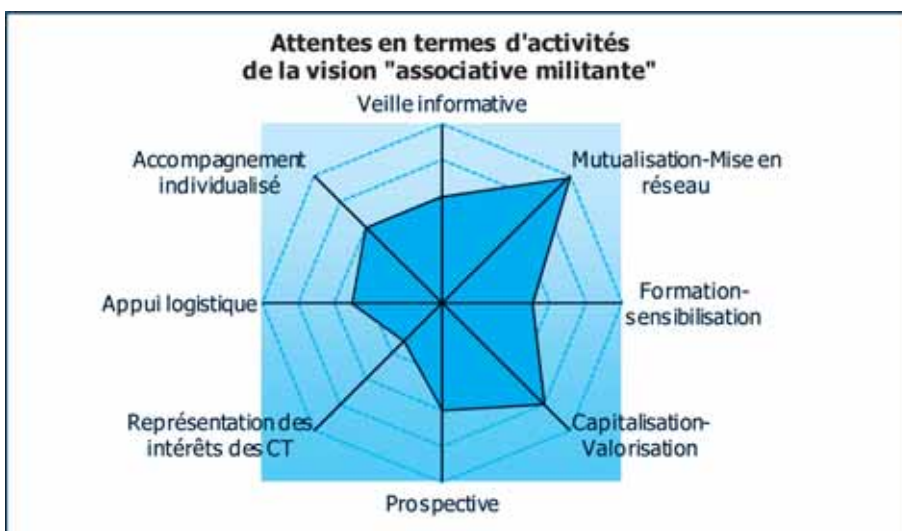 Attentes en termes d'activités
de la vision "associative militante"
Veille informative
Accompagnement
individualisé
Mutualisation-Mise en
réseau
Appui logistique
Formation-
sensibilisation
Représentation des
intérêts des CT
Capitalisation-
Valorisation
Prospective